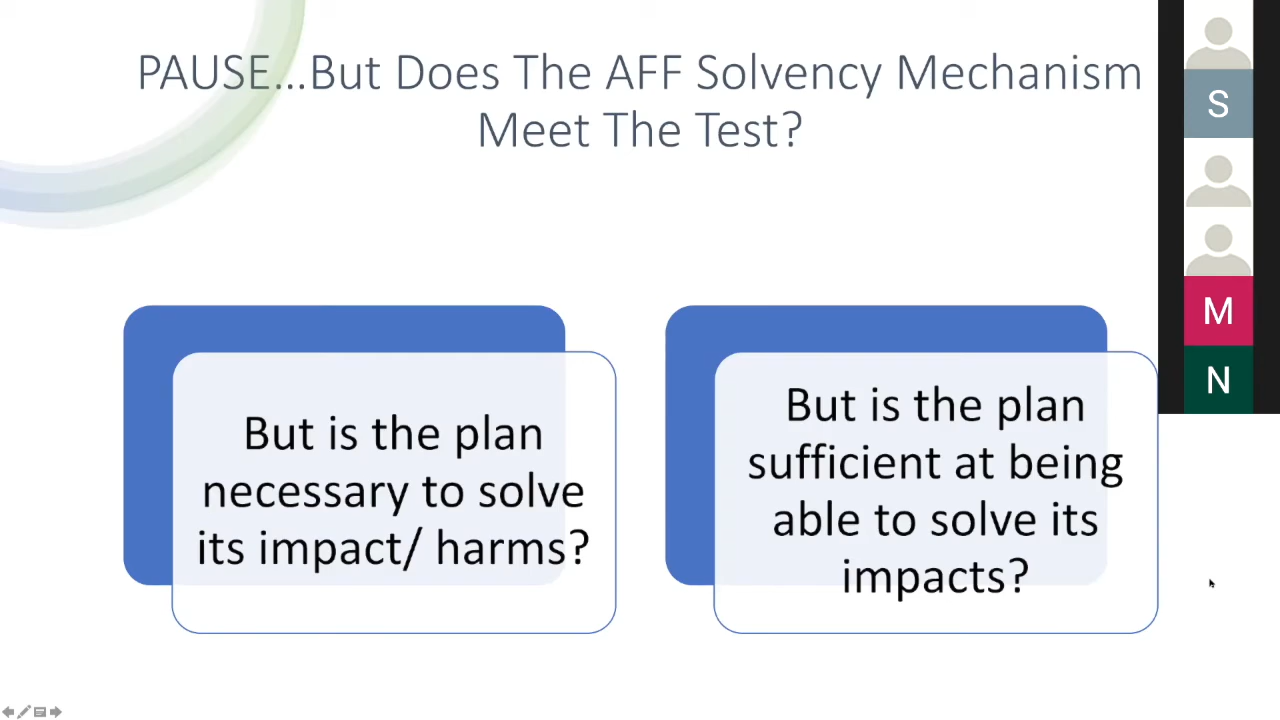 PAUSE...But Does The AFF Solvency Mechanism
Meet The Test?
But is the plan
necessary to solve
its impact/ harms?
But is the plan
sufficient at being
able to solve its
impacts?
S
M
N